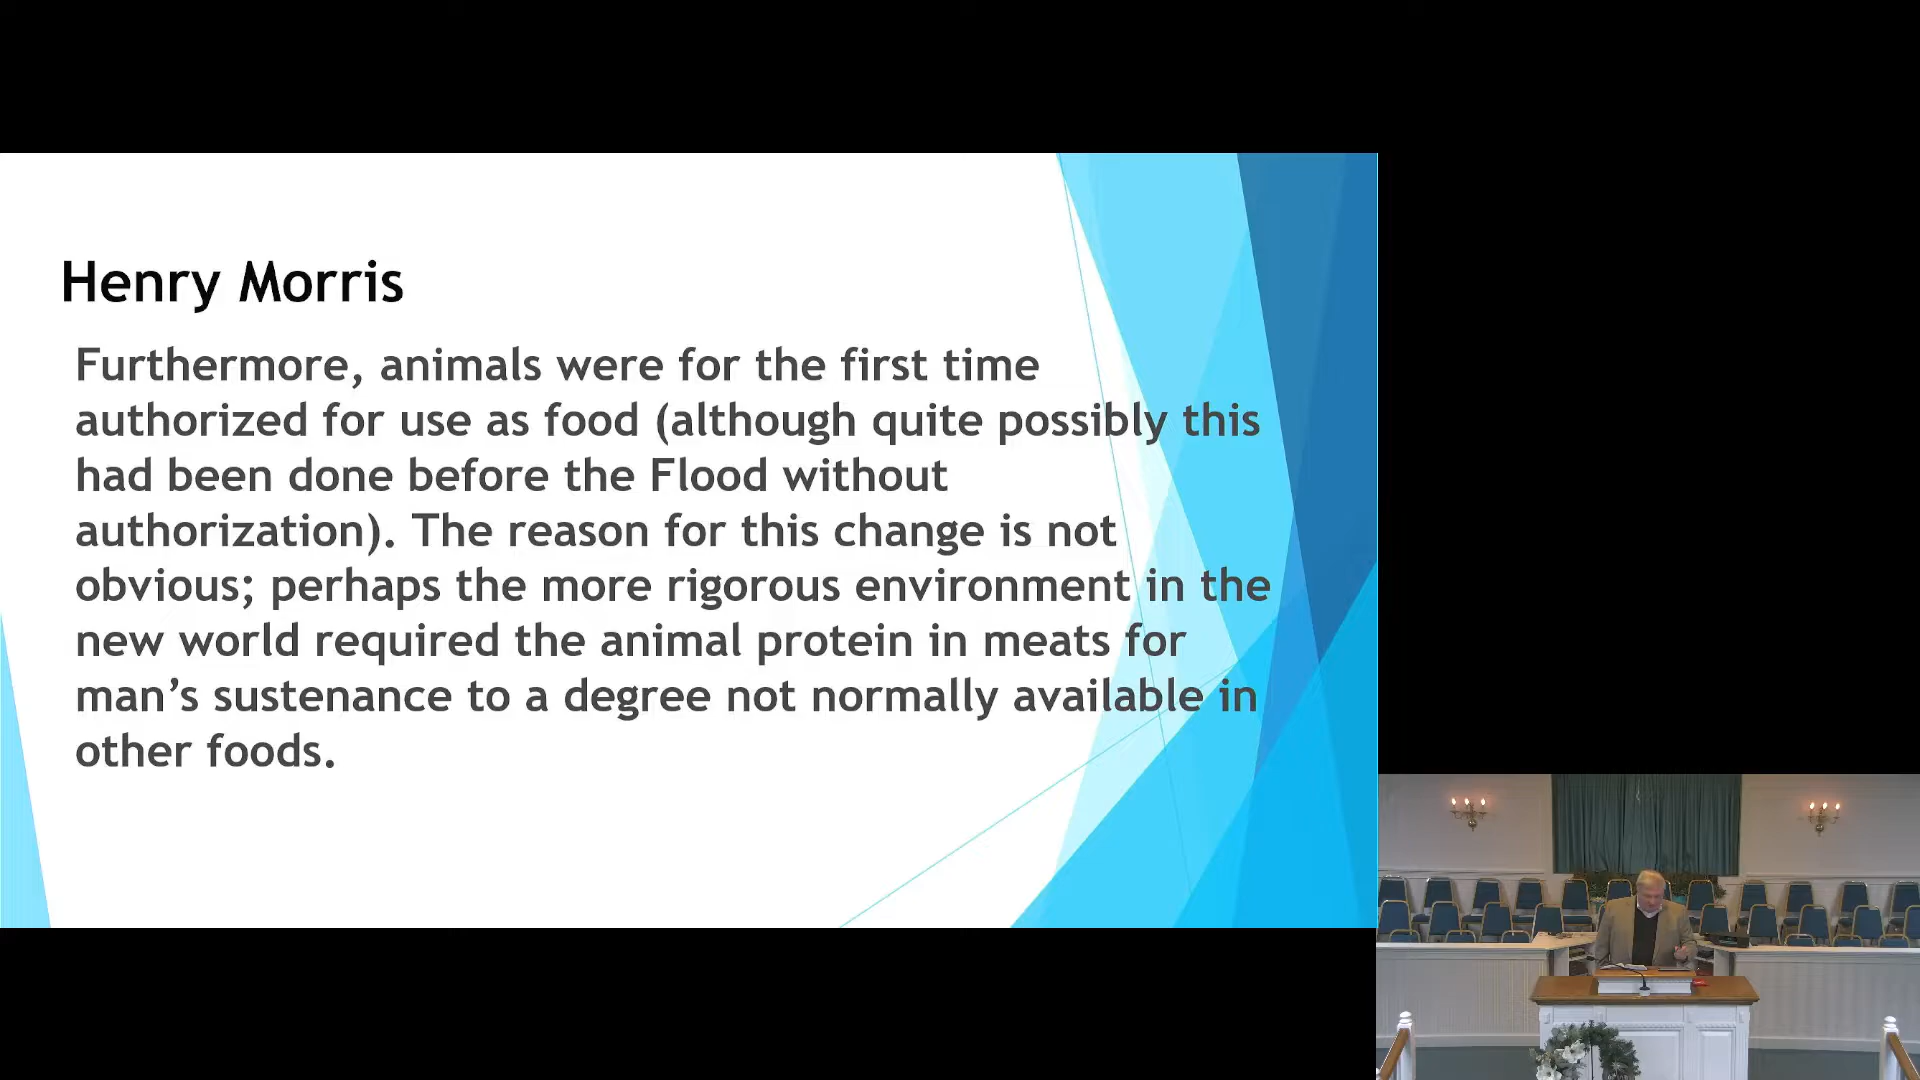 Henry Morris
Furthermore, animals were for the first time
authorized for use as food (although quite possibly this
had been done before the Flood without
authorization). The reason for this change is not
obvious; perhaps the more rigorous environment in the
new world required the animal protein in meats for
man’s sustenance to a degree not normally available in
other foods.